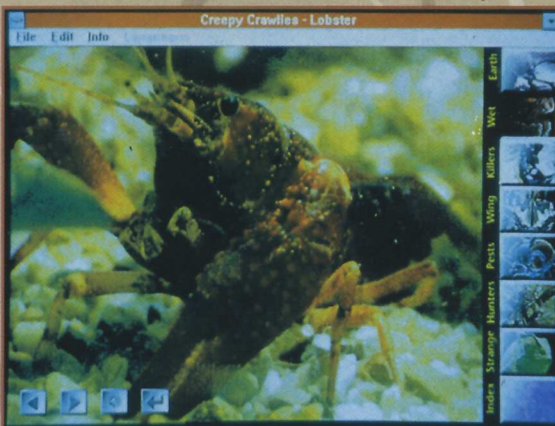 Creepy Crawlies - Lobster
File Edit Info
Earth
Wet
Killers
Wing
Pests
Hunters
Strange
Index